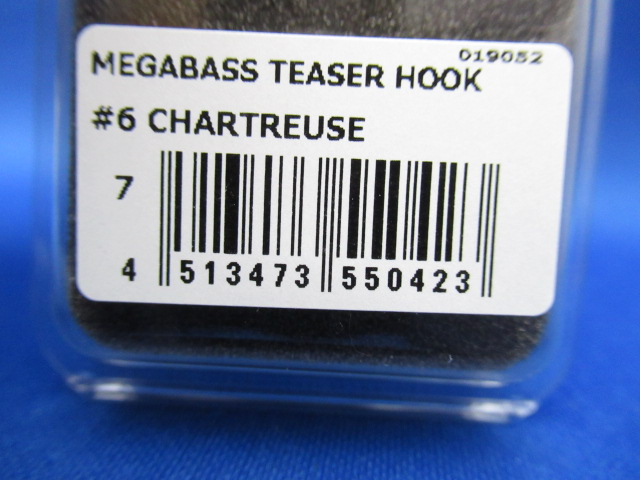 019052
MEGABASS TEASER HOOK
#6 CHARTREUSE
7
4 513473 550423